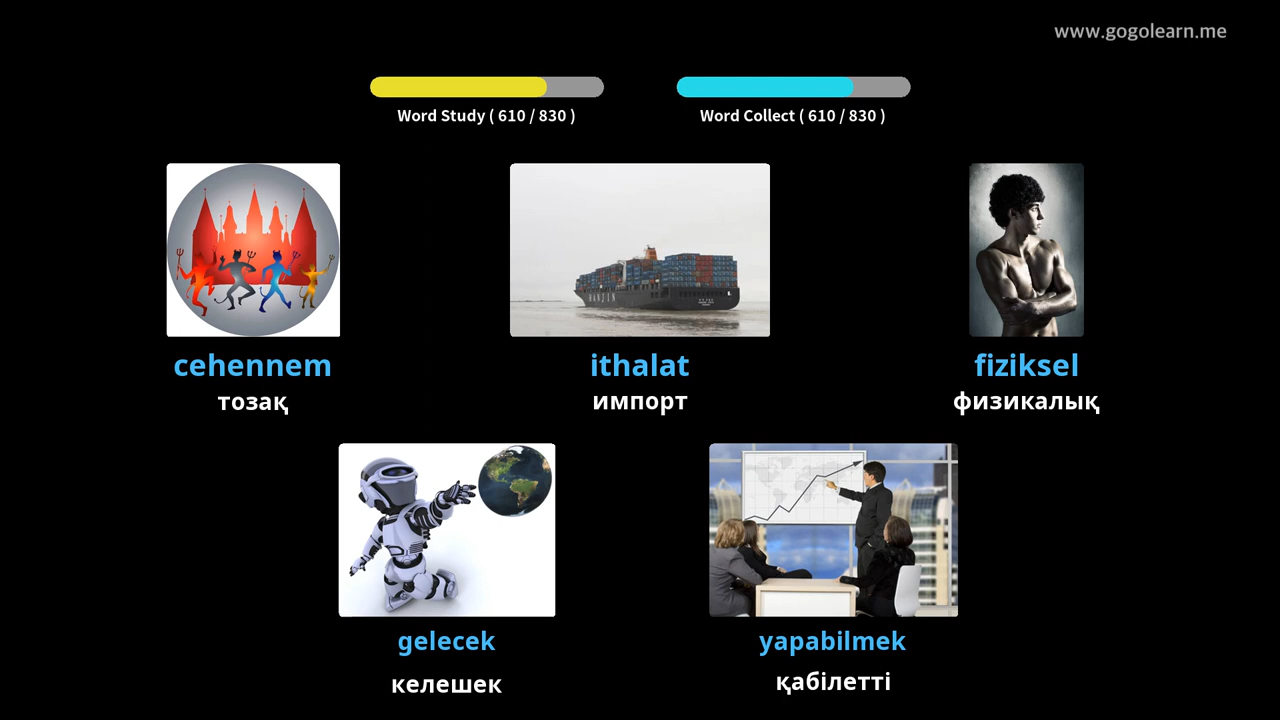 www.gogolearn.me
Word Study ( 610 / 830 )
Word Collect ( 610 / 830 )
cehennem
тозақ
ithalat
импорт
fiziksel
физикалық
gelecek
келешек
yapabilmek
қабілетті